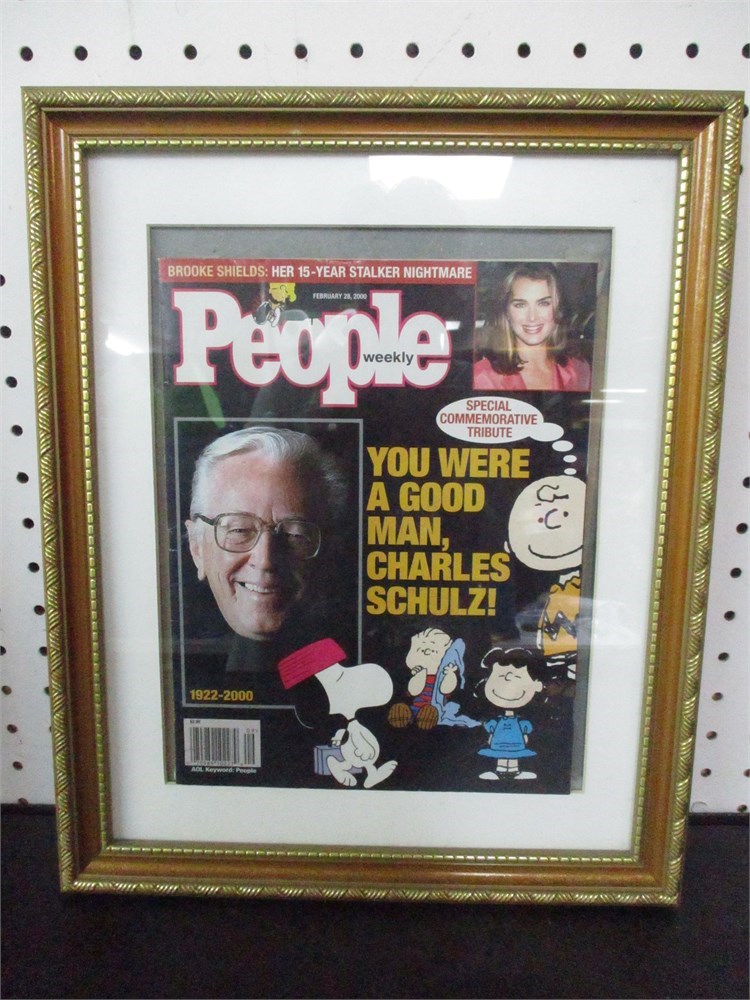 BROOKE SHIELDS: HER 15-YEAR STALKER NIGHTMARE
FEBRUARY 28, 2000
People
weekly
SPECIAL
COMMEMORATIVE
TRIBUTE
YOU WERE
A GOOD
MAN,
CHARLES
SCHULZ!
1922-2000
AOL Keyword: People